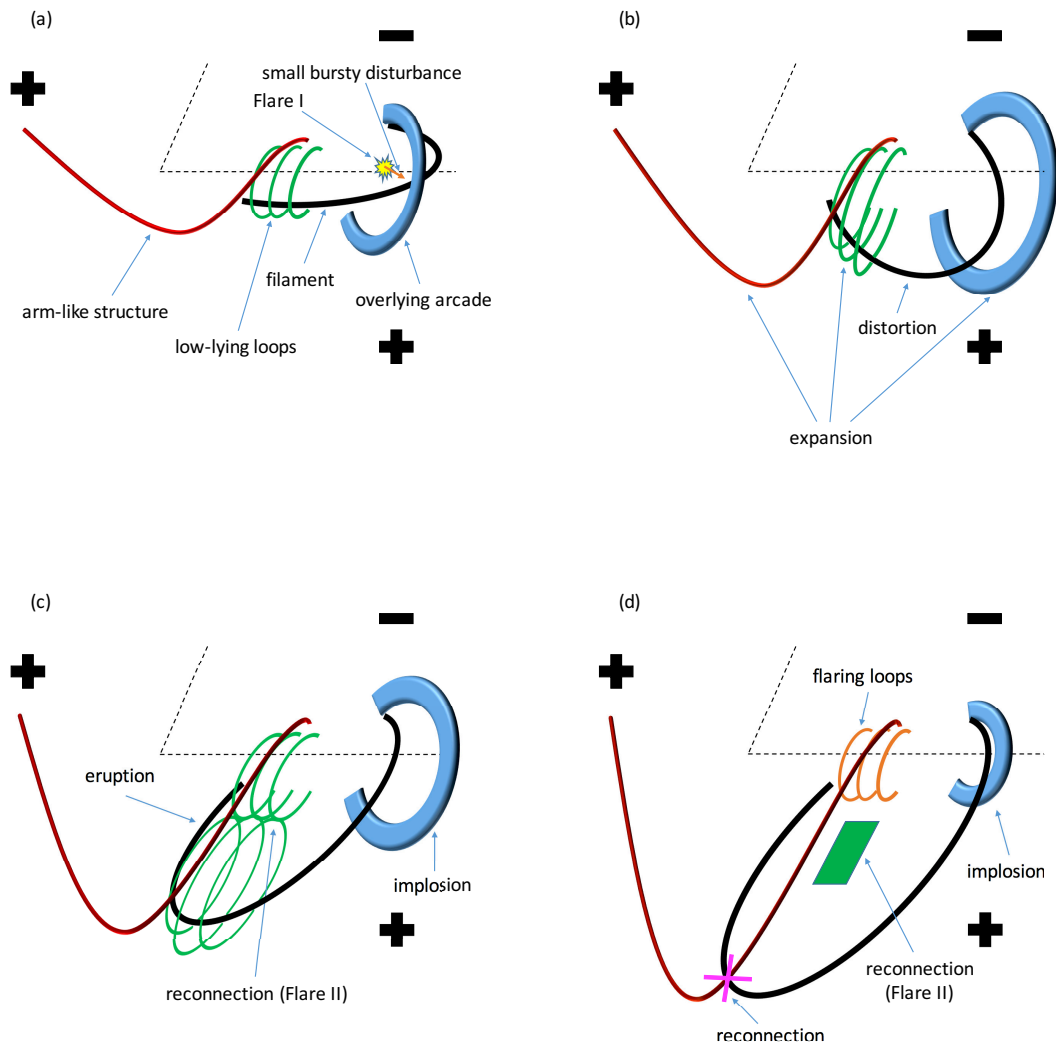 (a)
small bursty disturbance
Flare I
filament
overlying arcade
arm-like structure
low-lying loops
(b)
distortion
expansion
(c)
eruption
implosion
reconnection (Flare II)
(d)
flaring loops
implosion
reconnection
(Flare II)
reconnection